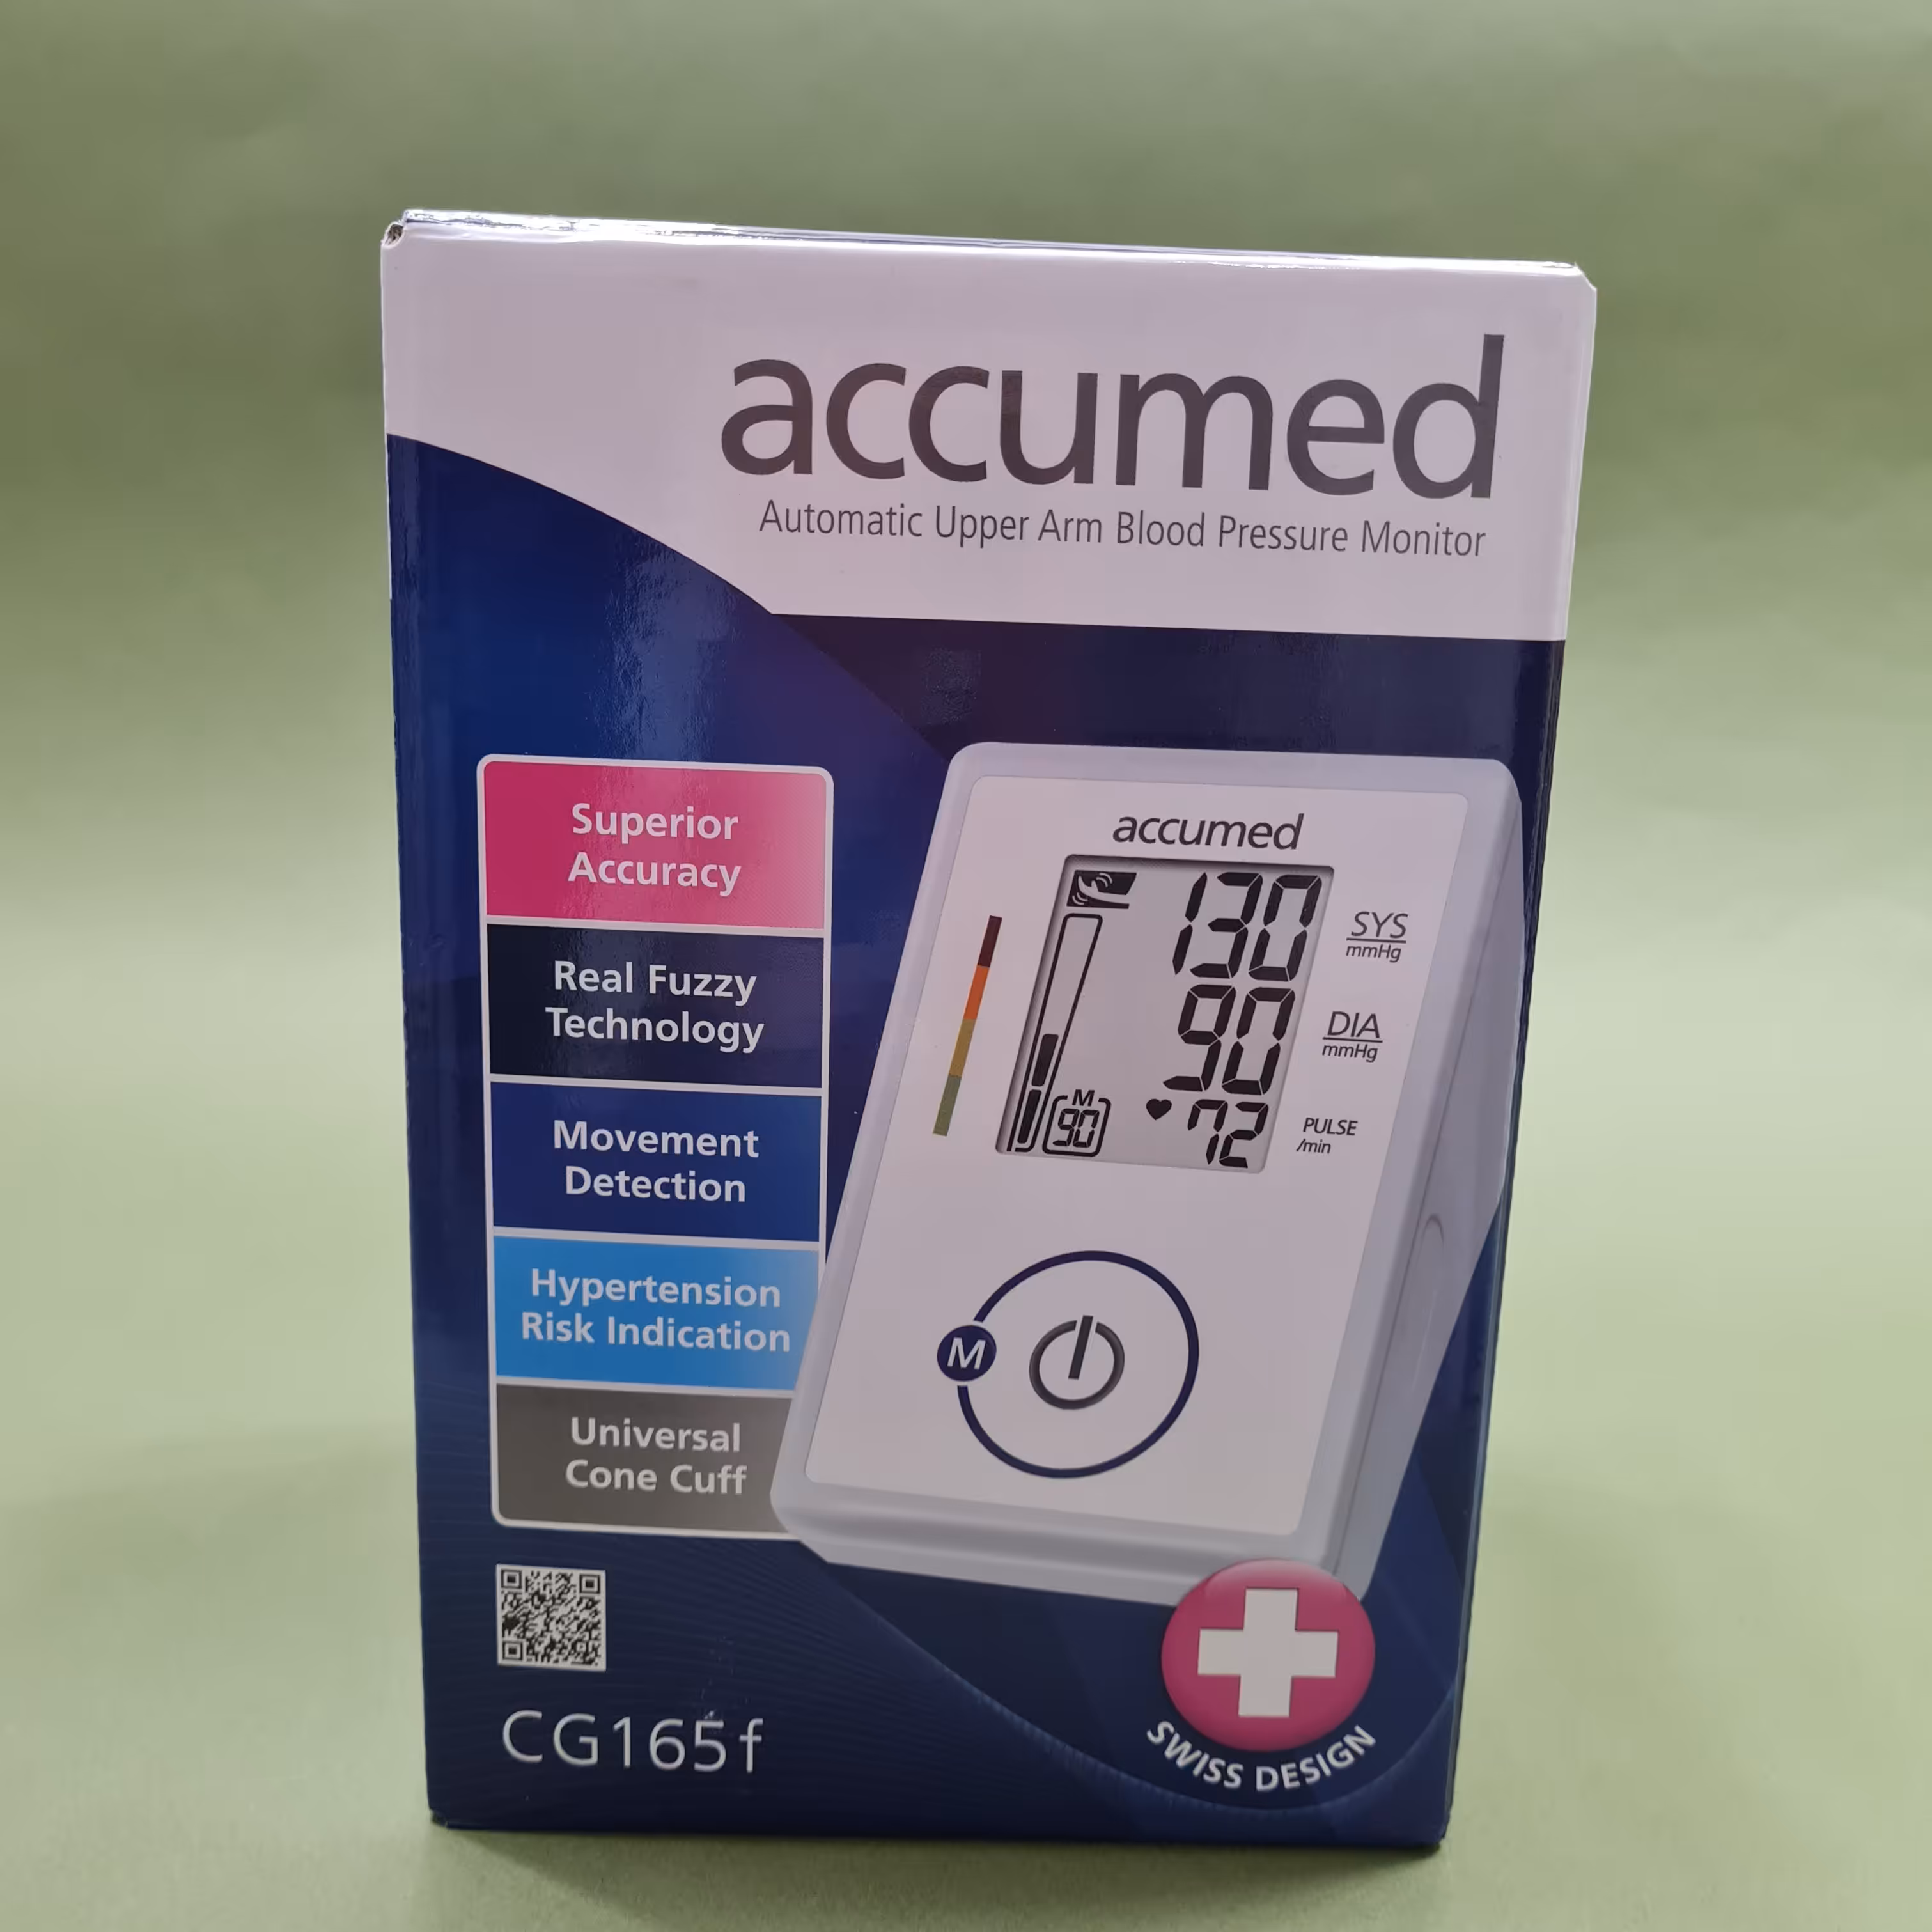 accumed
Automatic Upper Arm Blood Pressure Monitor
Superior
Accuracy
Real Fuzzy
Technology
Movement
Detection
Hypertension
Risk Indication
Universal
Cone Cuff
accumed
130
SYS
mmHg
90
DIA
mmHg
M
90
72
PULSE
/min
M
CG165f
SWISS DESIGN